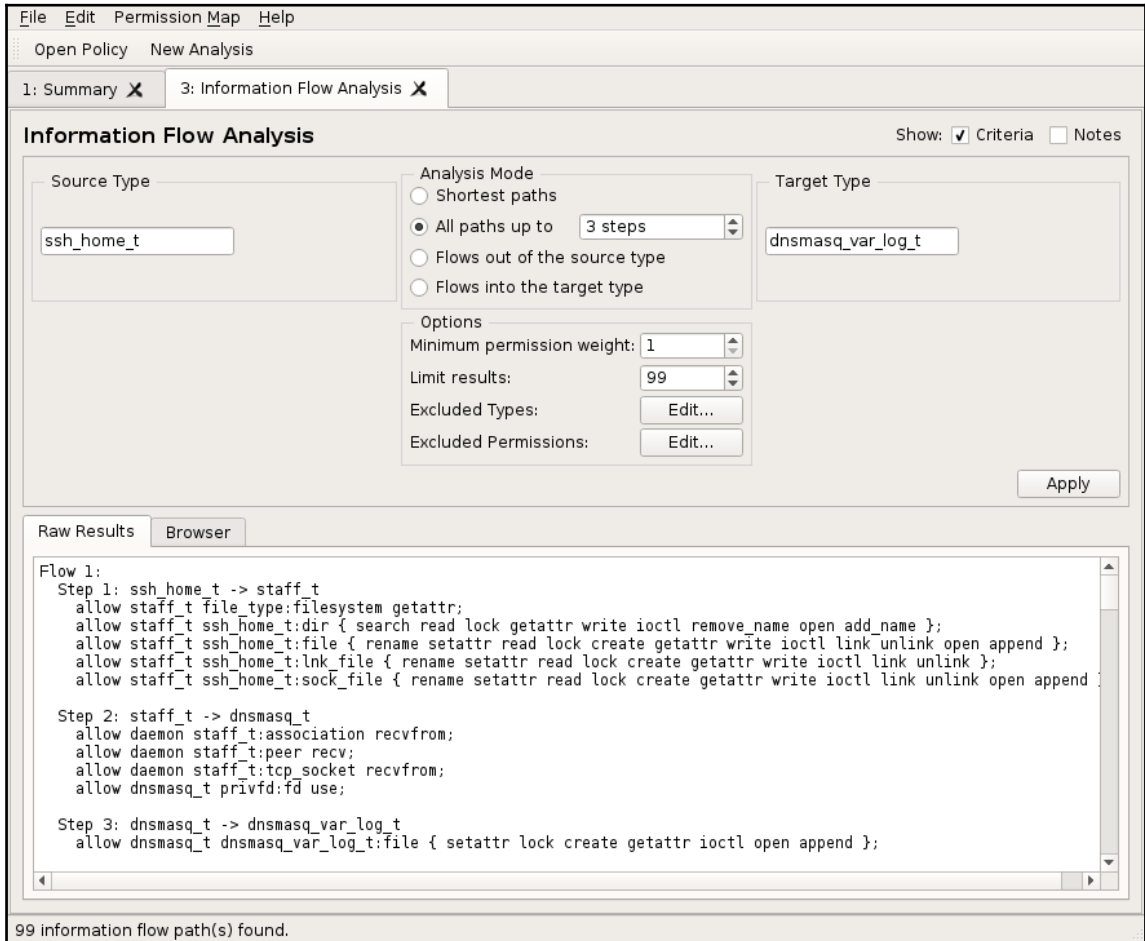 File Edit Permission Map Help
Open Policy New Analysis
1: Summary 3: Information Flow Analysis
Information Flow Analysis
Show: Criteria Notes
Source Type
ssh_home_t
Analysis Mode
Shortest paths
All paths up to 3 steps
Flows out of the source type
Flows into the target type
Target Type
dnsmasq_var_log_t
Options
Minimum permission weight: 1
Limit results: 99
Excluded Types: Edit...
Excluded Permissions: Edit...
Apply
Raw Results Browser
Flow 1:
Step 1: ssh_home_t -> staff_t
allow staff_t file_type:filesystem getattr;
allow staff_t ssh_home_t:dir { search read lock getattr write ioctl remove_name open add_name };
allow staff_t ssh_home_t:file { rename setattr read lock create getattr write ioctl link unlink open append };
allow staff_t ssh_home_t:lnk_file { rename setattr read lock create getattr write ioctl link unlink };
allow staff_t ssh_home_t:sock_file { rename setattr read lock create getattr write ioctl link unlink open append
Step 2: staff_t -> dnsmasq_t
allow daemon staff_t:association recvfrom;
allow daemon staff_t:peer recv;
allow daemon staff_t:tcp_socket recvfrom;
allow dnsmasq_t privfd:fd use;
Step 3: dnsmasq_t -> dnsmasq_var_log_t
allow dnsmasq_t dnsmasq_var_log_t:file { setattr lock create getattr ioctl open append };
99 information flow path(s) found.